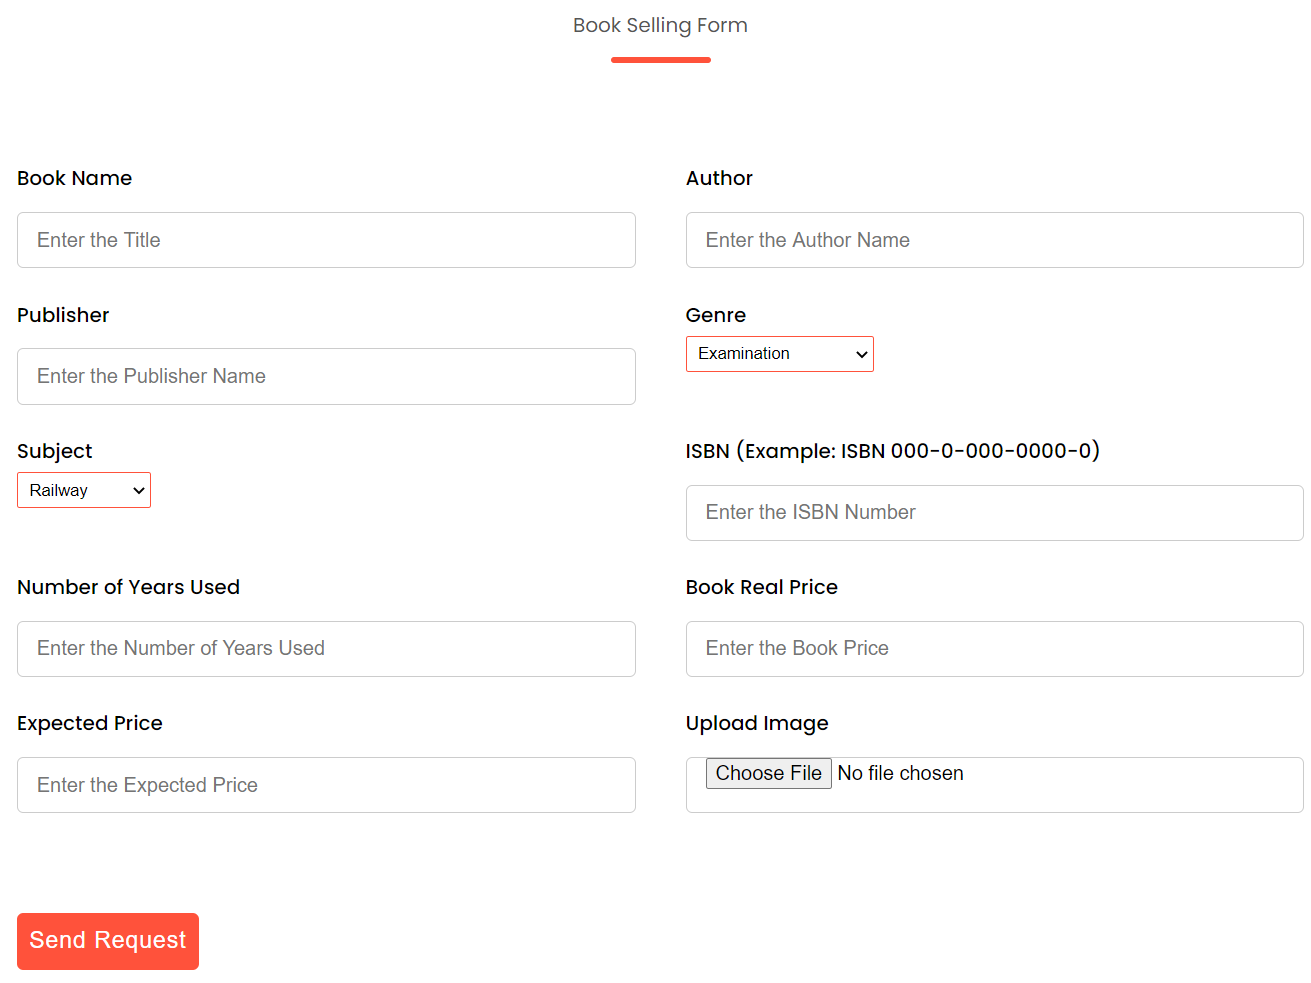 Book Selling Form
Book Name
Author
Enter the Title
Enter the Author Name
Publisher
Genre
Enter the Publisher Name
Examination
Subject
ISBN (Example: ISBN 000-0-000-0000-0)
Railway
Enter the ISBN Number
Number of Years Used
Book Real Price
Enter the Number of Years Used
Enter the Book Price
Expected Price
Upload Image
Enter the Expected Price
Choose File No file chosen
Send Request